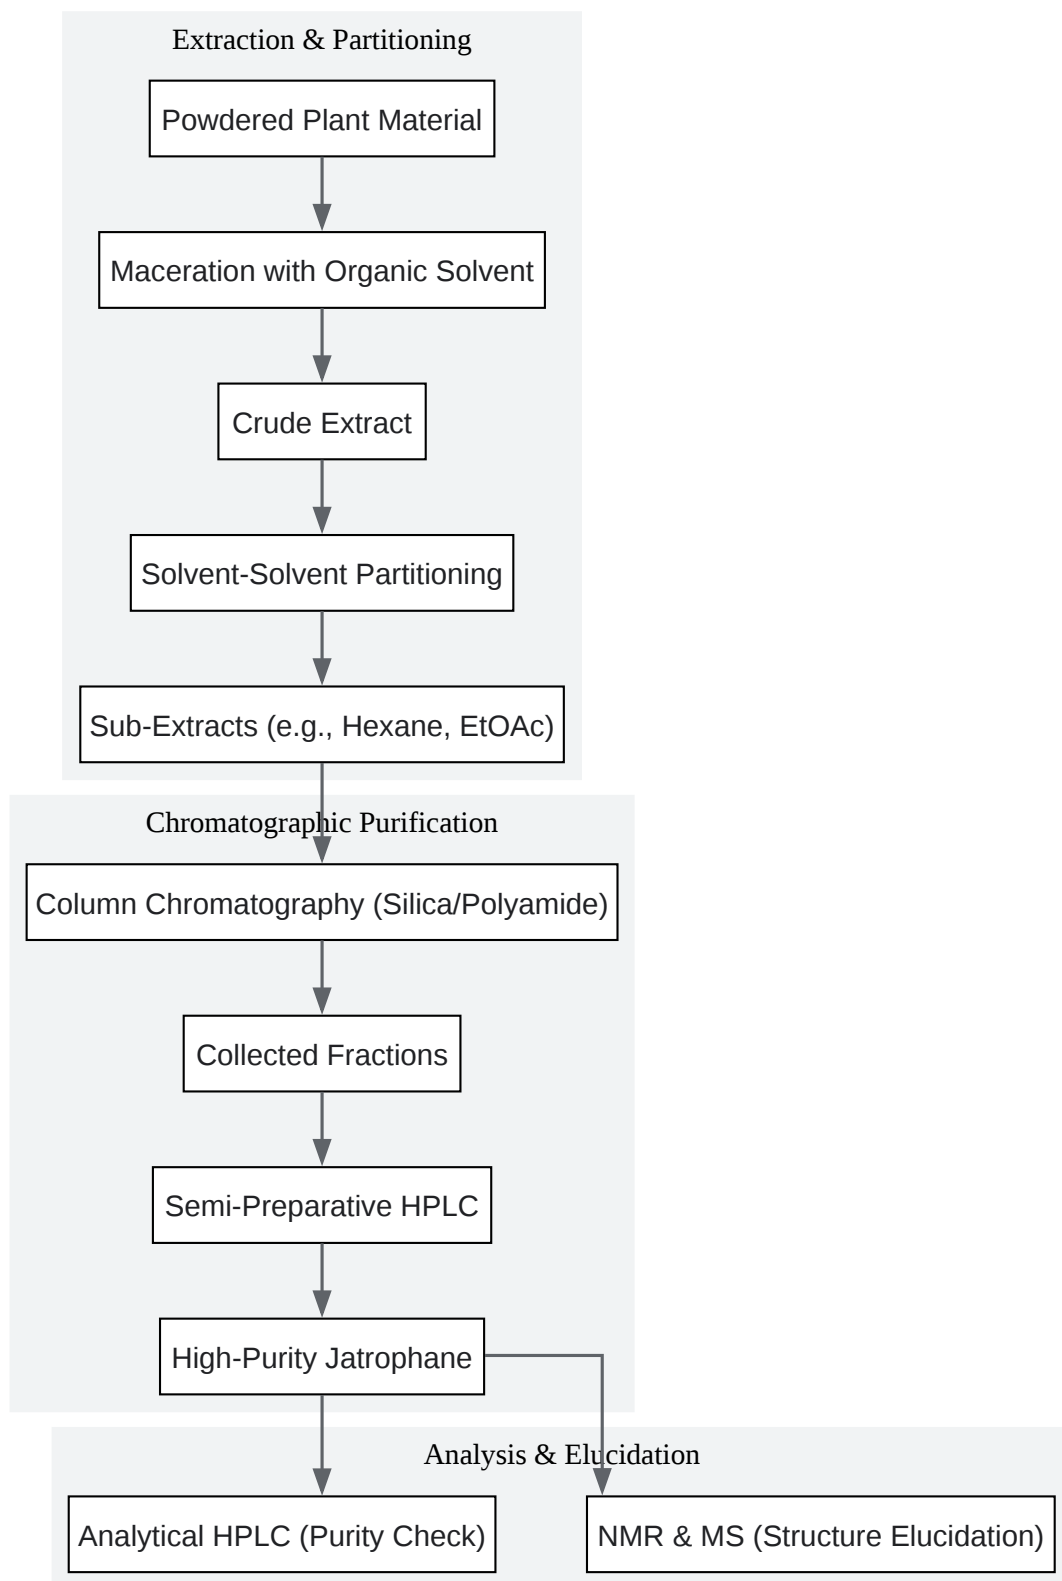 Extraction & Partitioning
Powdered Plant Material
Maceration with Organic Solvent
Crude Extract
Solvent-Solvent Partitioning
Sub-Extracts (e.g., Hexane, EtOAc)
Chromatographic Purification
Column Chromatography (Silica/Polyamide)
Collected Fractions
Semi-Preparative HPLC
High-Purity Jatrophane
Analysis & Elucidation
Analytical HPLC (Purity Check)
NMR & MS (Structure Elucidation)